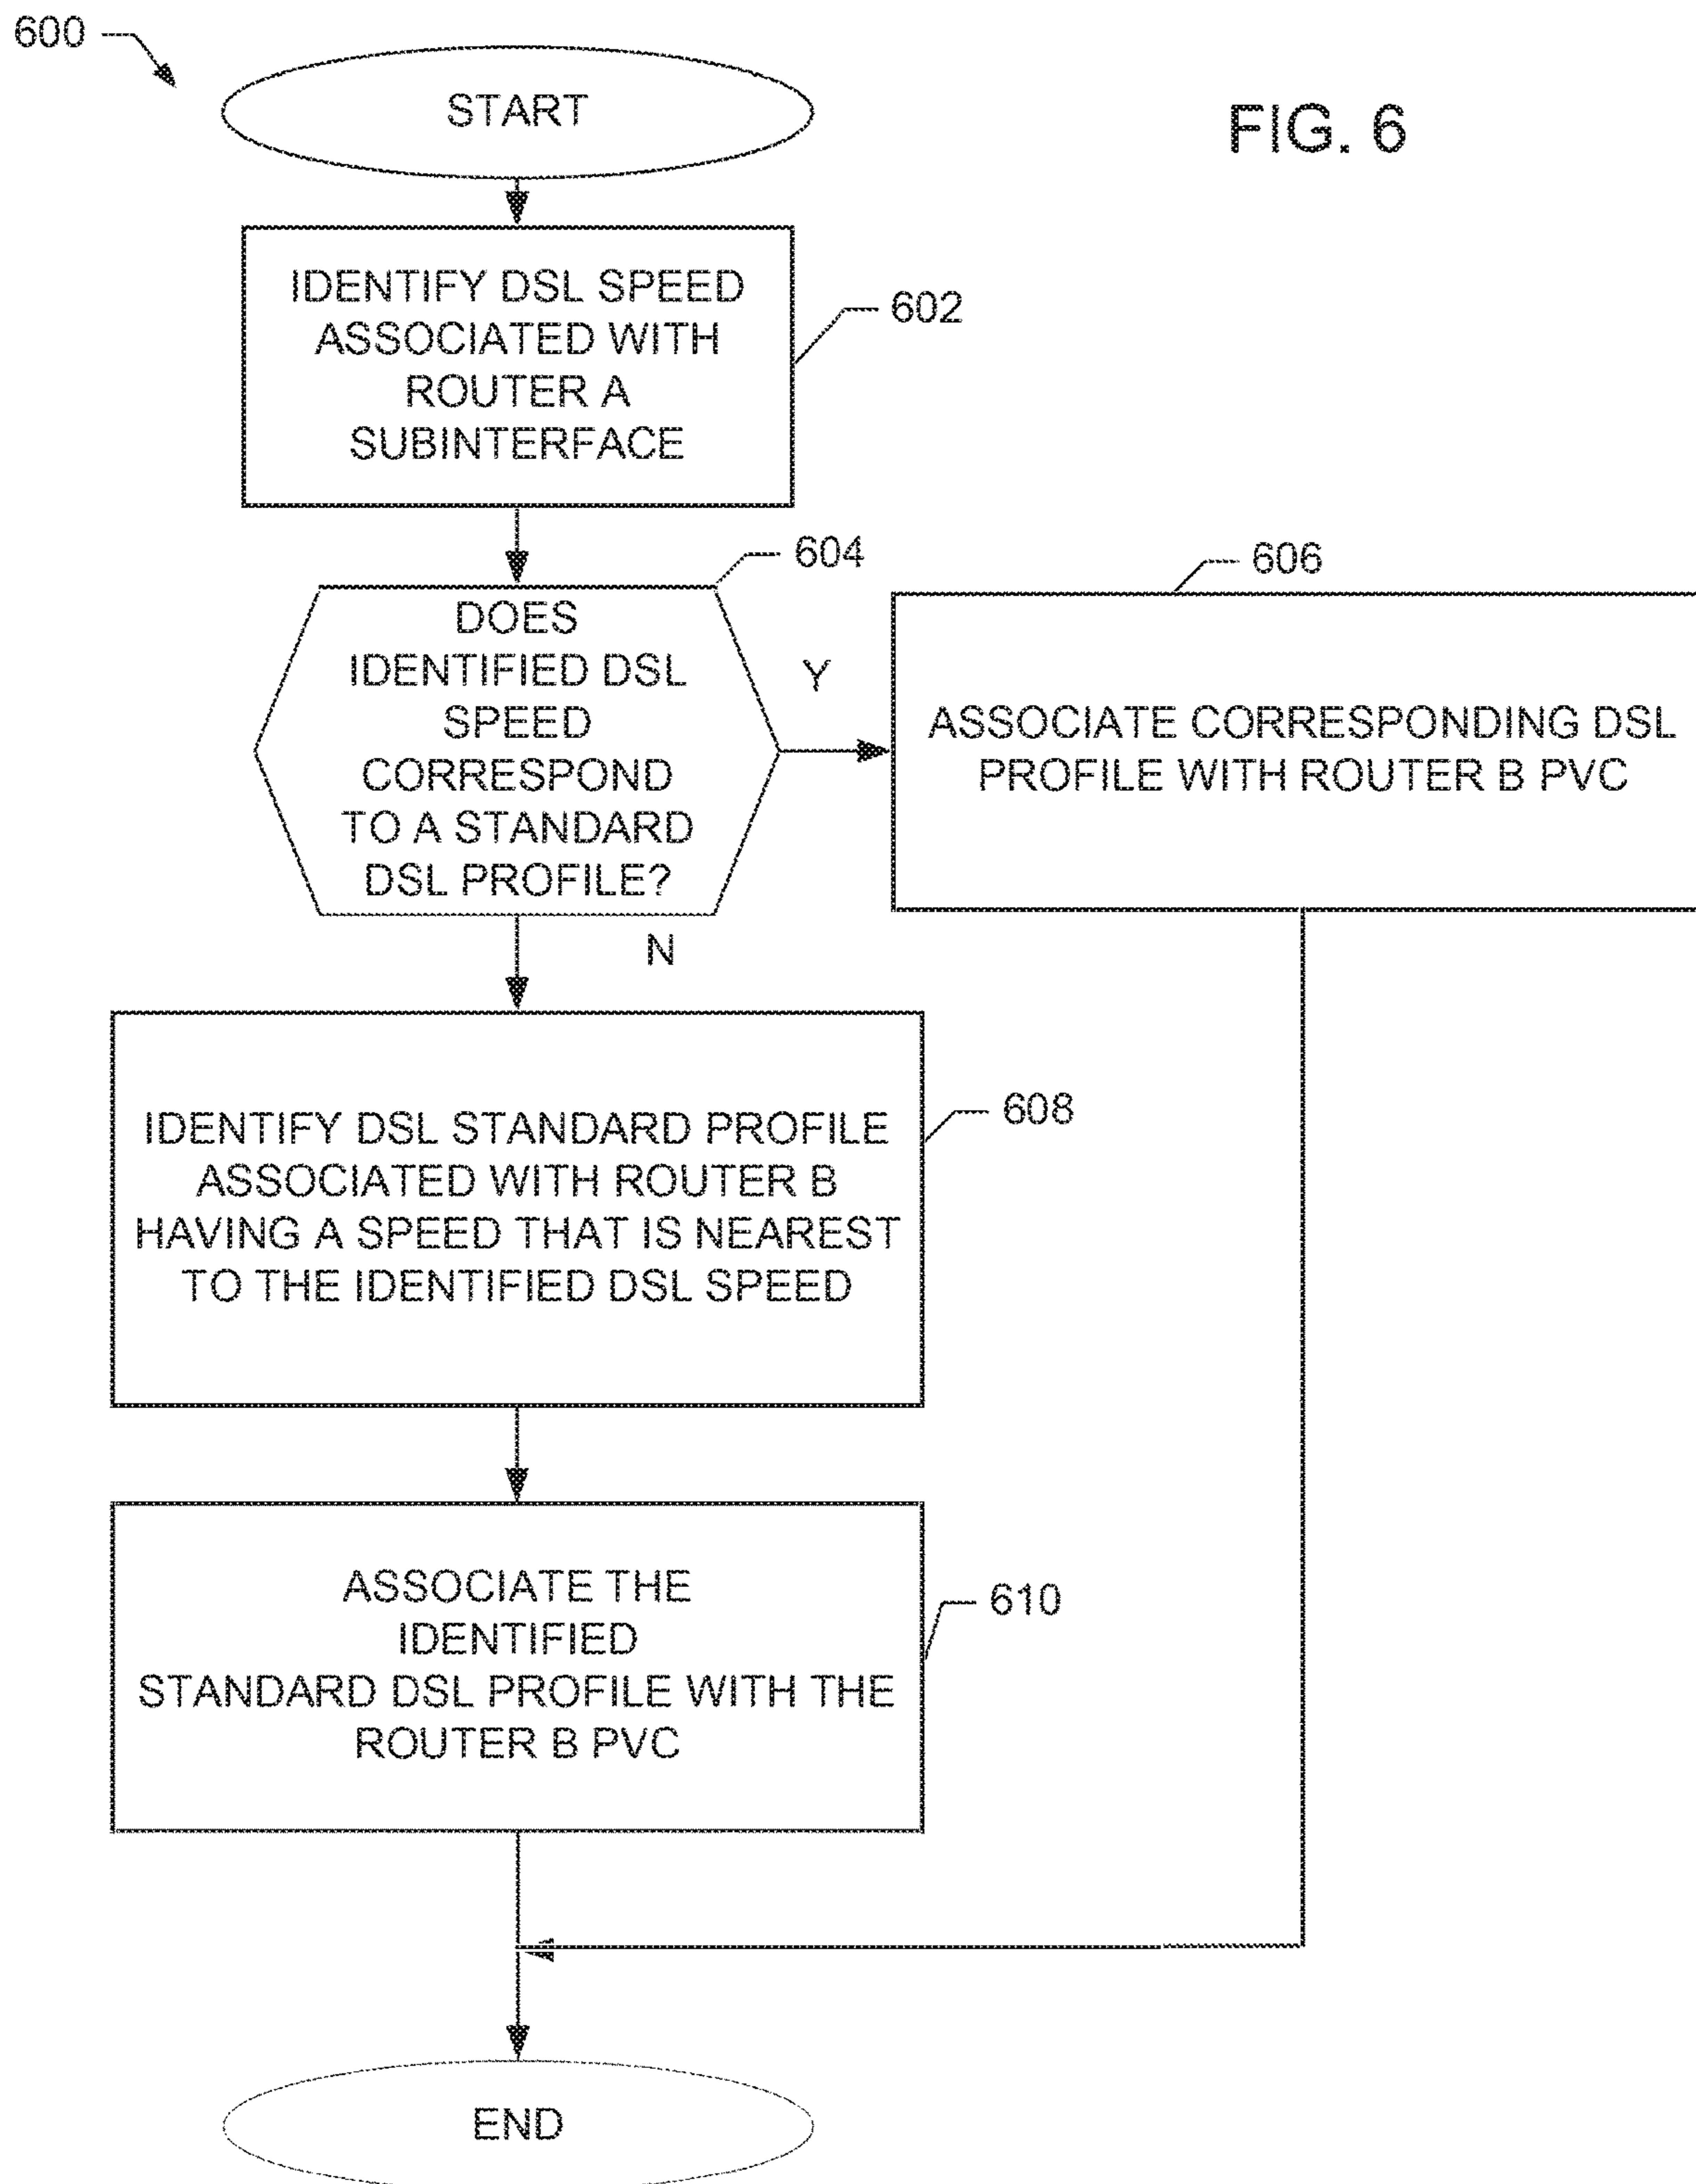 600
START
FIG. 6
IDENTIFY DSL SPEED
ASSOCIATED WITH
ROUTER A
SUBINTERFACE
602
604
DOES
IDENTIFIED DSL
SPEED
CORRESPOND
TO A STANDARD
DSL PROFILE?
Y
606
ASSOCIATE CORRESPONDING DSL
PROFILE WITH ROUTER B PVC
N
IDENTIFY DSL STANDARD PROFILE
ASSOCIATED WITH ROUTER B
HAVING A SPEED THAT IS NEAREST
TO THE IDENTIFIED DSL SPEED
608
ASSOCIATE THE
IDENTIFIED
STANDARD DSL PROFILE WITH THE
ROUTER B PVC
610
END